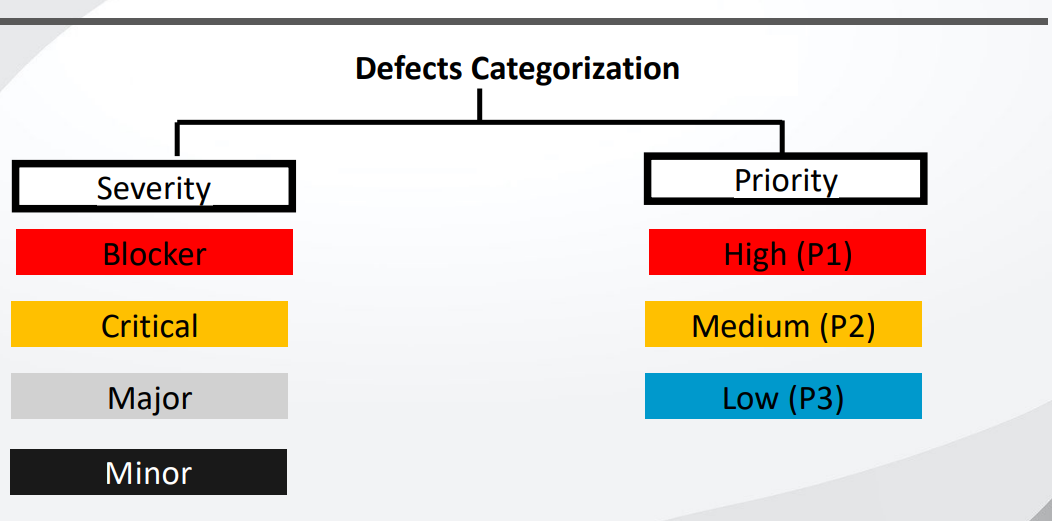 Defects Categorization
Severity
Blocker
Critical
Major
Minor
Priority
High (P1)
Medium (P2)
Low (P3)